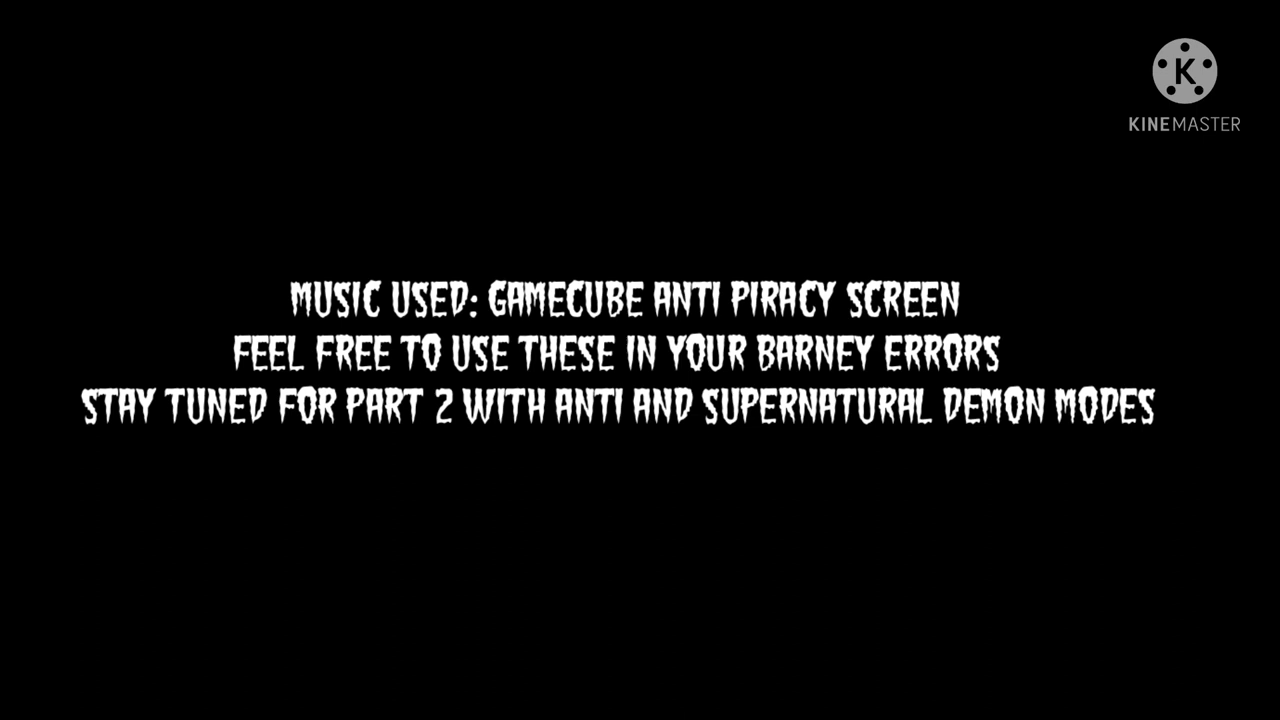 K
KINEMASTER
MUSIC USED: GAMECUBE ANTI PIRACY SCREEN
FEEL FREE TO USE THESE IN YOUR BARNEY ERRORS
STAY TUNED FOR PART 2 WITH ANTI AND SUPERNATURAL DEMON MODES